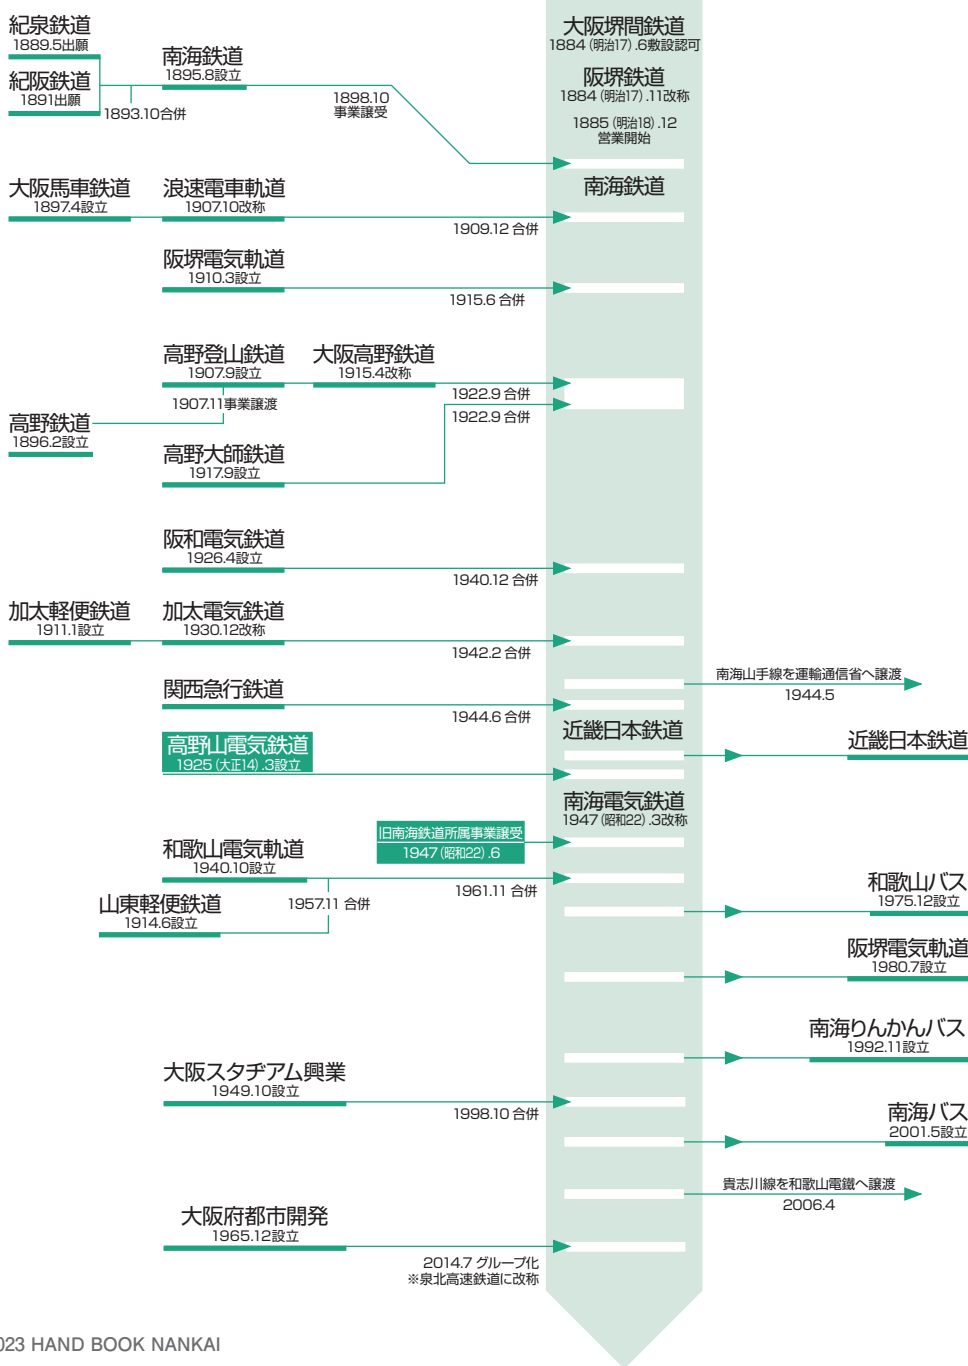 紀泉鉄道
1889.5出願
紀阪鉄道
1891出願
1893.10合併
南海鉄道
1895.8設立
1898.10
事業譲受
大阪堺間鉄道
1884(明治17).6敷設認可
阪堺鉄道
1884(明治17).11改称
1885(明治18).12
営業開始
南海鉄道
大阪馬車鉄道
1897.4設立
浪速電車軌道
1907.10改称
1909.12 合併
阪堺電気軌道
1910.3設立
1915.6 合併
高野登山鉄道
1907.9設立
大阪高野鉄道
1915.4改称
1922.9 合併
1907.11事業譲渡
1922.9 合併
高野鉄道
1896.2設立
高野大師鉄道
1917.9設立
阪和電気鉄道
1926.4設立
1940.12 合併
加太軽便鉄道
1911.1設立
加太電気鉄道
1930.12改称
1942.2 合併
南海山手線を運輸通信省へ譲渡
1944.5
関西急行鉄道
1944.6 合併
近畿日本鉄道
近畿日本鉄道
高野山電気鉄道
1925(大正14).3設立
南海電気鉄道
1947(昭和22).3改称
旧南海鉄道所属事業譲受
1947(昭和22).6
和歌山電気軌道
1940.10設立
1961.11 合併
1957.11 合併
山東軽便鉄道
1914.6設立
和歌山バス
1975.12設立
阪堺電気軌道
1980.7設立
南海りんかんバス
1992.11設立
大阪スタヂアム興業
1949.10設立
1998.10 合併
南海バス
2001.5設立
貴志川線を和歌山電鐵へ譲渡
2006.4
大阪府都市開発
1965.12設立
2014.7 グループ化
※泉北高速鉄道に改称
023 HAND BOOK NANKAI